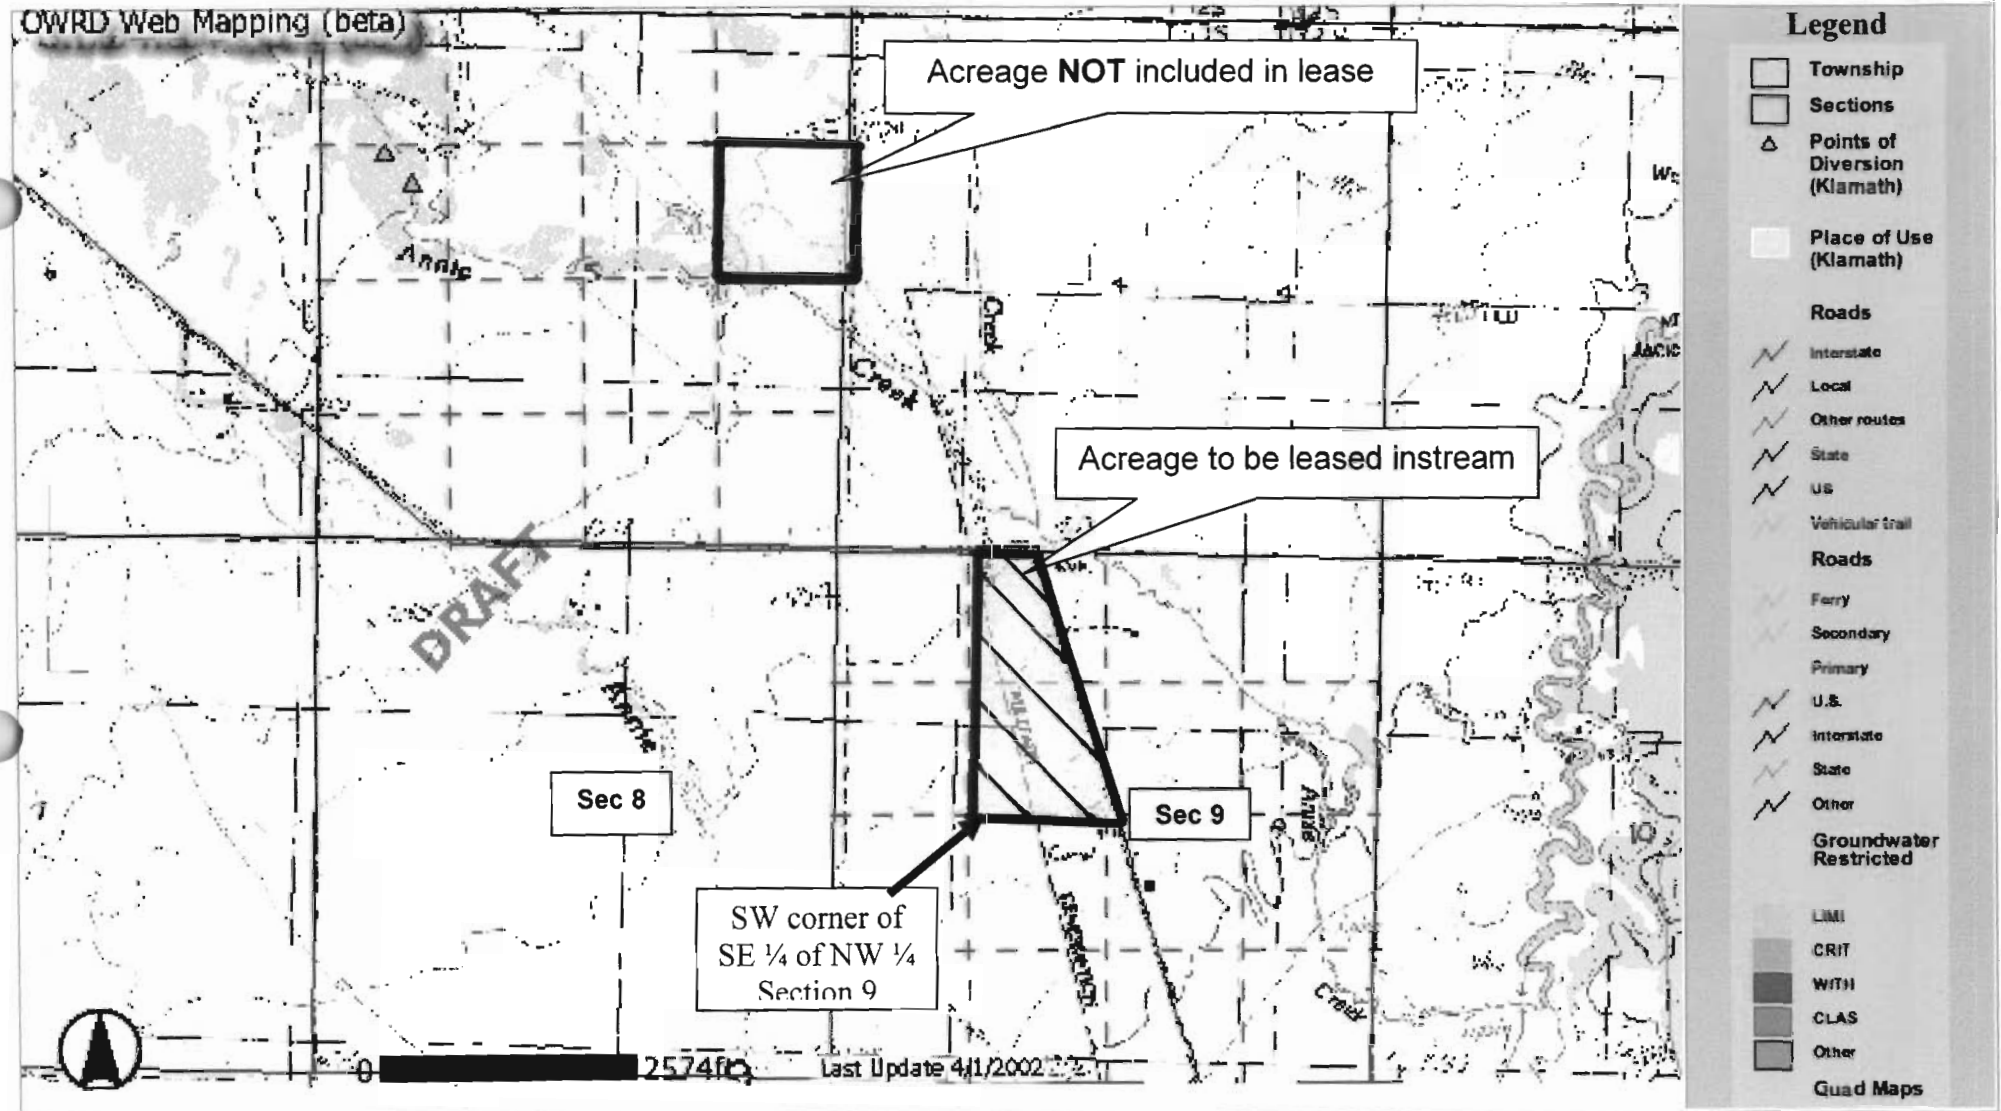 OWRD Web Mapping (beta)
Acreage NOT included in lease
Annie
Creek
Creek
Acreage to be leased instream
DRAFT
Annie
Sec 8
Sec 9
SW corner of
SE ¼ of NW ¼
Section 9
Annie
Creek
10
0
2574ft
Last Update 4/1/2002
Legend
Township
Sections
Points of
Diversion
(Klamath)
Place of Use
(Klamath)
Roads
Interstate
Local
Other routes
State
US
Vehicular trail
Roads
Ferry
Secondary
Primary
U.S.
Interstate
State
Other
Groundwater
Restricted
LIMI
CRIT
WITH
CLAS
Other
Quad Maps